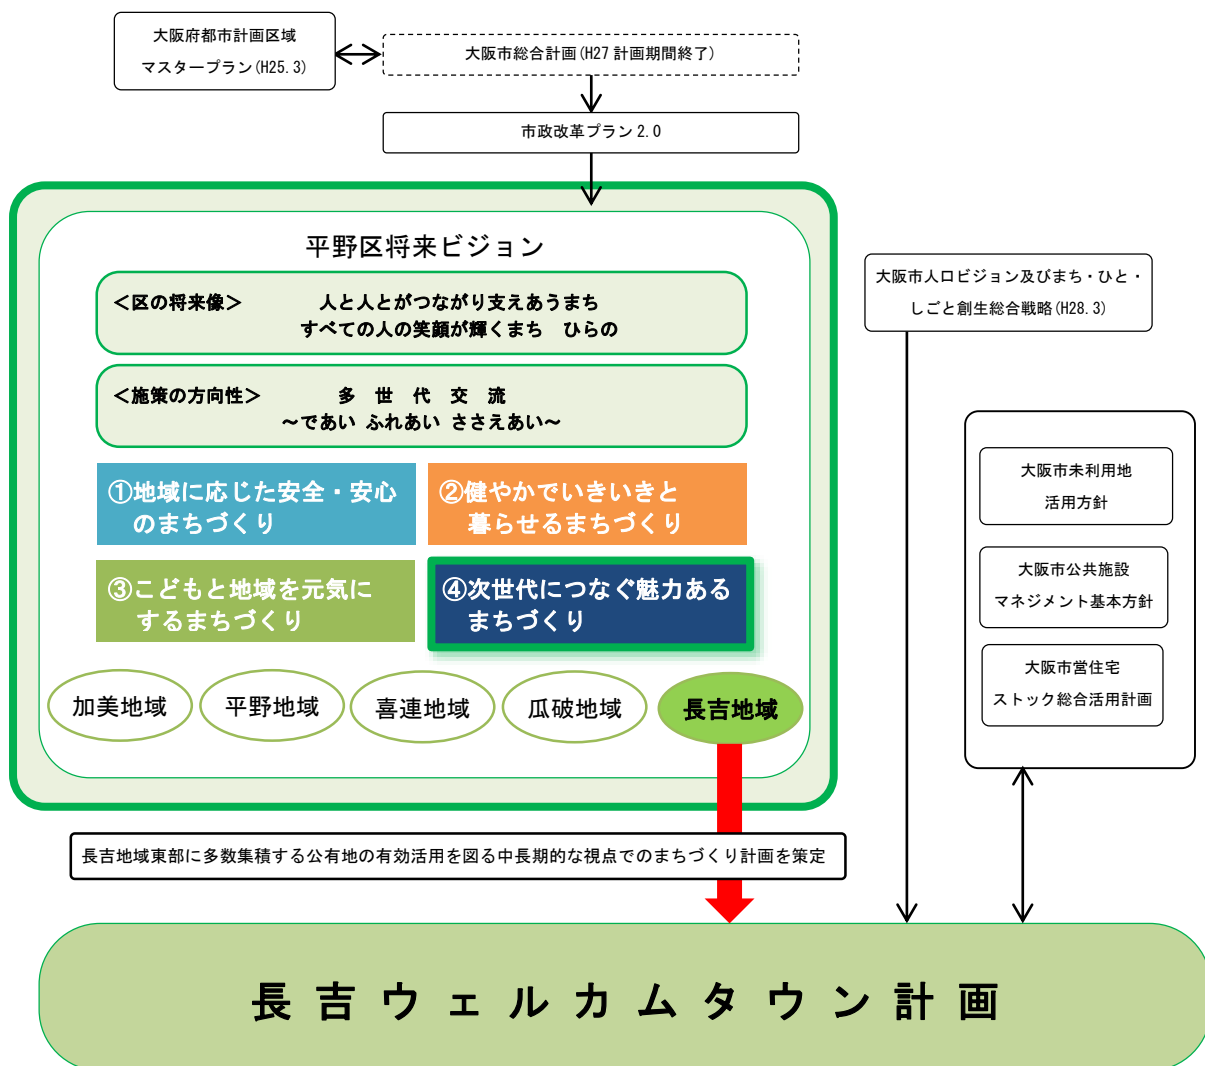 大阪府都市計画区域
マスタープラン(H25.3)
大阪市総合計画(H27 計画期間終了)
市政改革プラン 2.0
平野区将来ビジョン
＜区の将来像＞　人と人とがつながり支えあうまち
すべての人の笑顔が輝くまち　ひらの
＜施策の方向性＞　多　世　代　交　流
～であい ふれあい ささえあい～
①地域に応じた安全・安心
のまちづくり
②健やかでいきいきと
暮らせるまちづくり
③こどもと地域を元気に
するまちづくり
④次世代につなぐ魅力ある
まちづくり
加美地域
平野地域
喜連地域
瓜破地域
長吉地域
大阪市人口ビジョン及びまち・ひと・
しごと創生総合戦略(H28.3)
大阪市未利用地
活用方針
大阪市公共施設
マネジメント基本方針
大阪市営住宅
ストック総合活用計画
長吉地域東部に多数集積する公有地の有効活用を図る中長期的な視点でのまちづくり計画を策定
長吉ウェルカムタウン計画